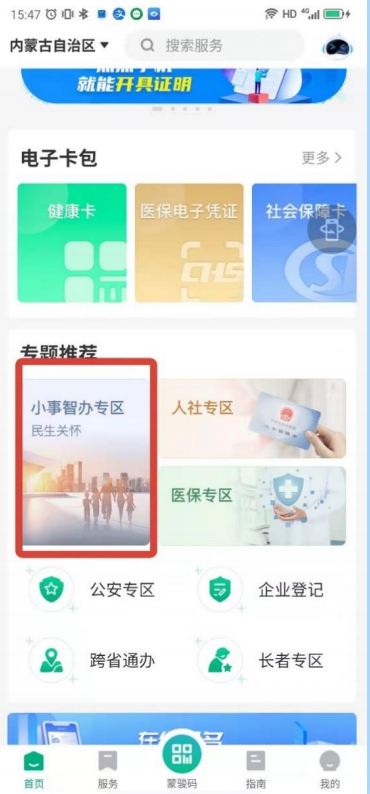 15:47 HD 4G
内蒙古自治区 搜索服务
就能开具证明
电子卡包 更多
健康卡 医保电子凭证 社会保障卡
专题推荐
小事智办专区 人社专区
民生关怀
医保专区
公安专区 企业登记
跨省通办 长者专区
首页 服务 蒙骏码 指南 我的